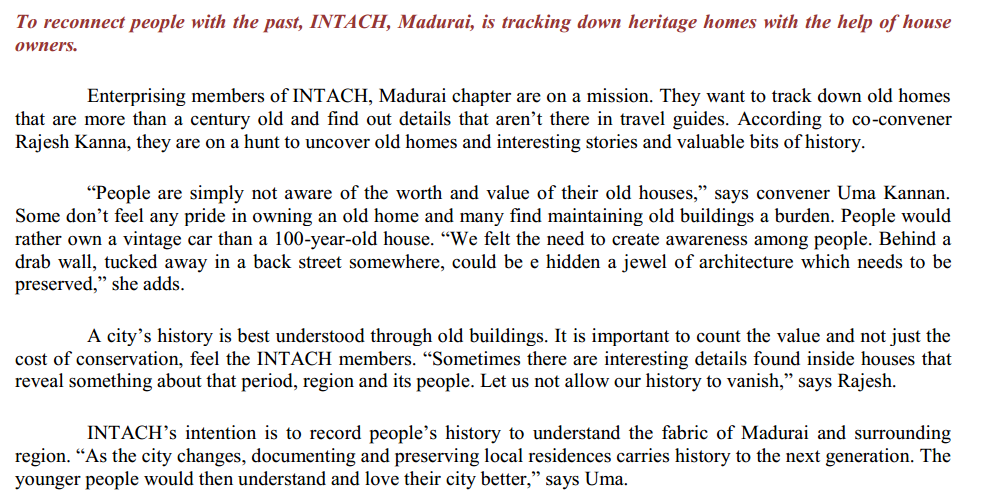 To reconnect people with the past, INTACH, Madurai, is tracking down heritage homes with the help of house
owners.
Enterprising members of INTACH, Madurai chapter are on a mission. They want to track down old homes
that are more than a century old and find out details that aren’t there in travel guides. According to co-convener
Rajesh Kanna, they are on a hunt to uncover old homes and interesting stories and valuable bits of history.
“People are simply not aware of the worth and value of their old houses,” says convener Uma Kannan.
Some don’t feel any pride in owning an old home and many find maintaining old buildings a burden. People would
rather own a vintage car than a 100-year-old house. “We felt the need to create awareness among people. Behind a
drab wall, tucked away in a back street somewhere, could be e hidden a jewel of architecture which needs to be
preserved,” she adds.
A city’s history is best understood through old buildings. It is important to count the value and not just the
cost of conservation, feel the INTACH members. “Sometimes there are interesting details found inside houses that
reveal something about that period, region and its people. Let us not allow our history to vanish,” says Rajesh.
INTACH’s intention is to record people’s history to understand the fabric of Madurai and surrounding
region. “As the city changes, documenting and preserving local residences carries history to the next generation. The
younger people would then understand and love their city better,” says Uma.